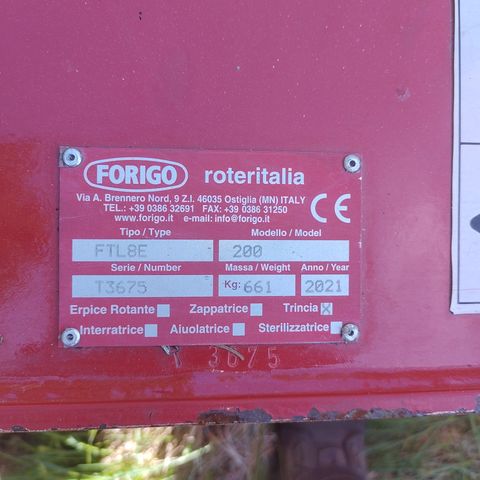 FORIGO roteritalia
Via A. Brennero Nord, 9 Z.I. 46035 Ostiglia (MN) ITALY
TEL.: +39 0386 32691 FAX: +39 0386 31250
www.forigo.it e-mail: info@forigo.it
CE
Tipo / Type Modello / Model
FTL8E 200
Serie / Number Massa / Weight Anno / Year
T3675 Kg: 661 2021
Erpice Rotante Zappatrice Trincia X
Interratrice Aiuolatrice Sterilizzatrice
T 3675